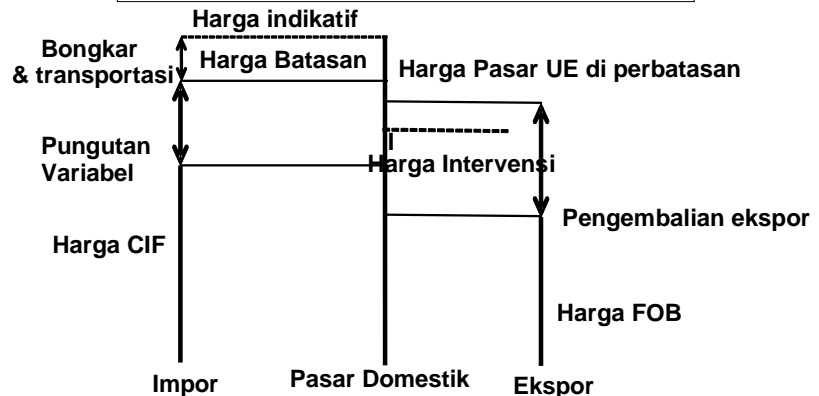 Harga indikatif
Bongkar
& transportasi
Harga Batasan
Harga Pasar UE di perbatasan
Pungutan
Variabel
Harga Intervensi
Harga CIF
Pengembalian ekspor
Harga FOB
Impor
Pasar Domestik
Ekspor